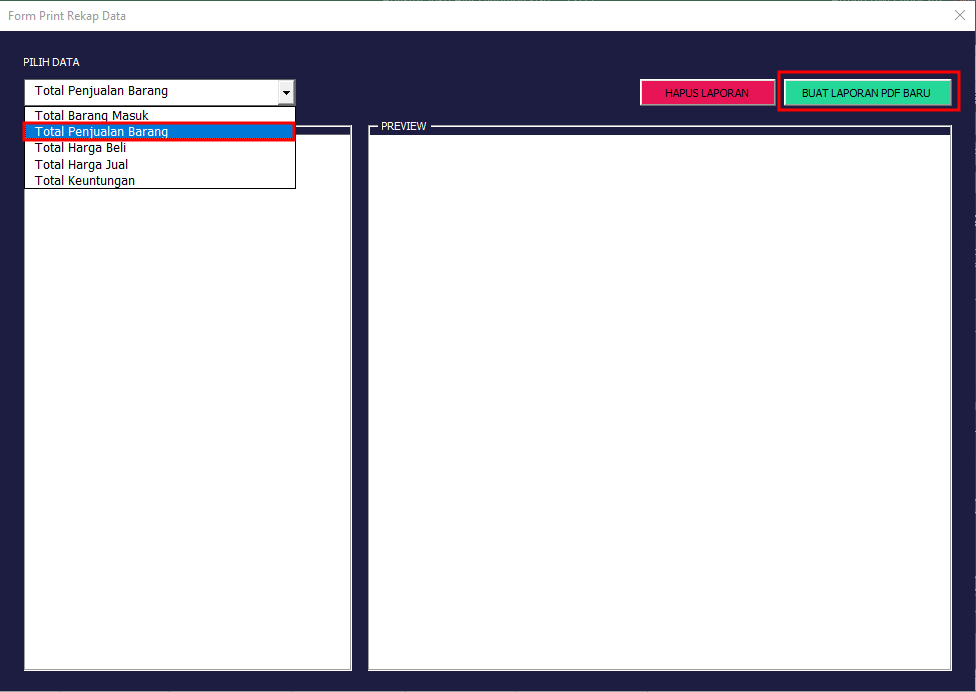 Form Print Rekap Data
PILIH DATA
Total Penjualan Barang
HAPUS LAPORAN
BUAT LAPORAN PDF BARU
Total Barang Masuk
Total Penjualan Barang
Total Harga Beli
Total Harga Jual
Total Keuntungan
PREVIEW